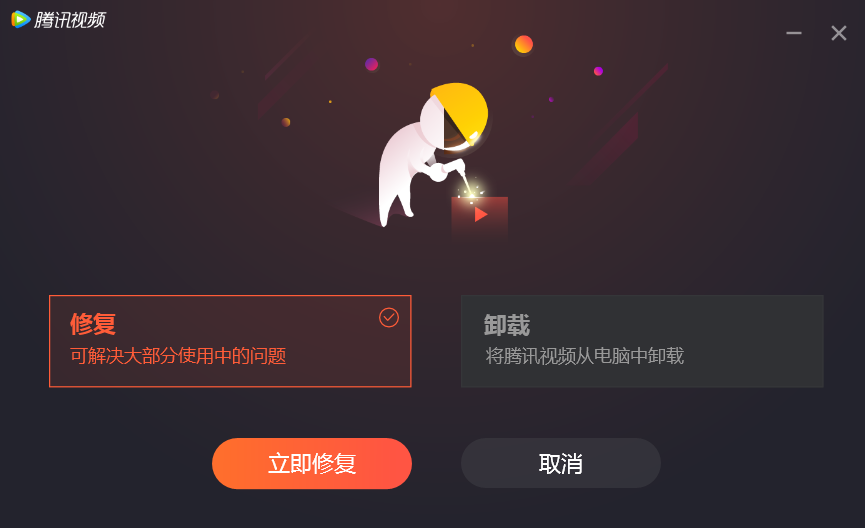 腾讯视频
修复
可解决大部分使用中的问题
卸载
将腾讯视频从电脑中卸载
立即修复
取消